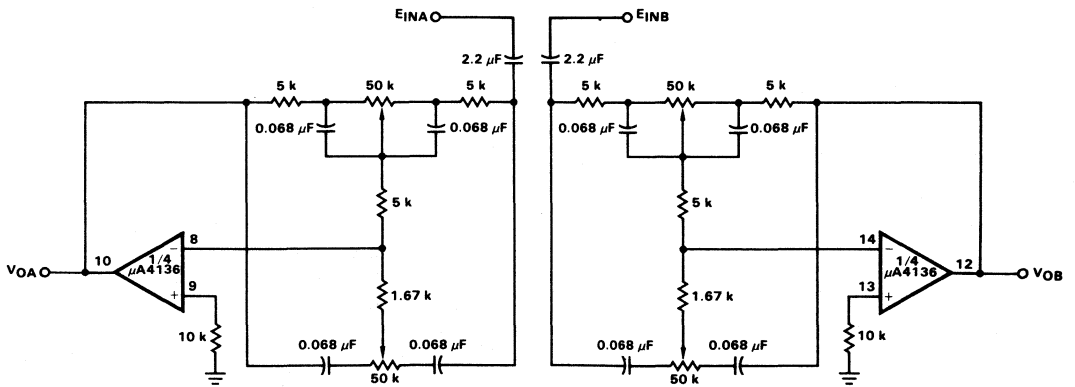 EINA
EINB
2.2 µF
2.2 µF
5 k
50 k
5 k
5 k
50 k
5 k
0.068 µF
0.068 µF
0.068 µF
0.068 µF
5 k
5 k
8
14
VOA
10
1/4
µA4136
−
+
9
1/4
µA4136
−
+
12
VOB
13
1.67 k
1.67 k
10 k
10 k
0.068 µF
0.068 µF
0.068 µF
0.068 µF
50 k
50 k